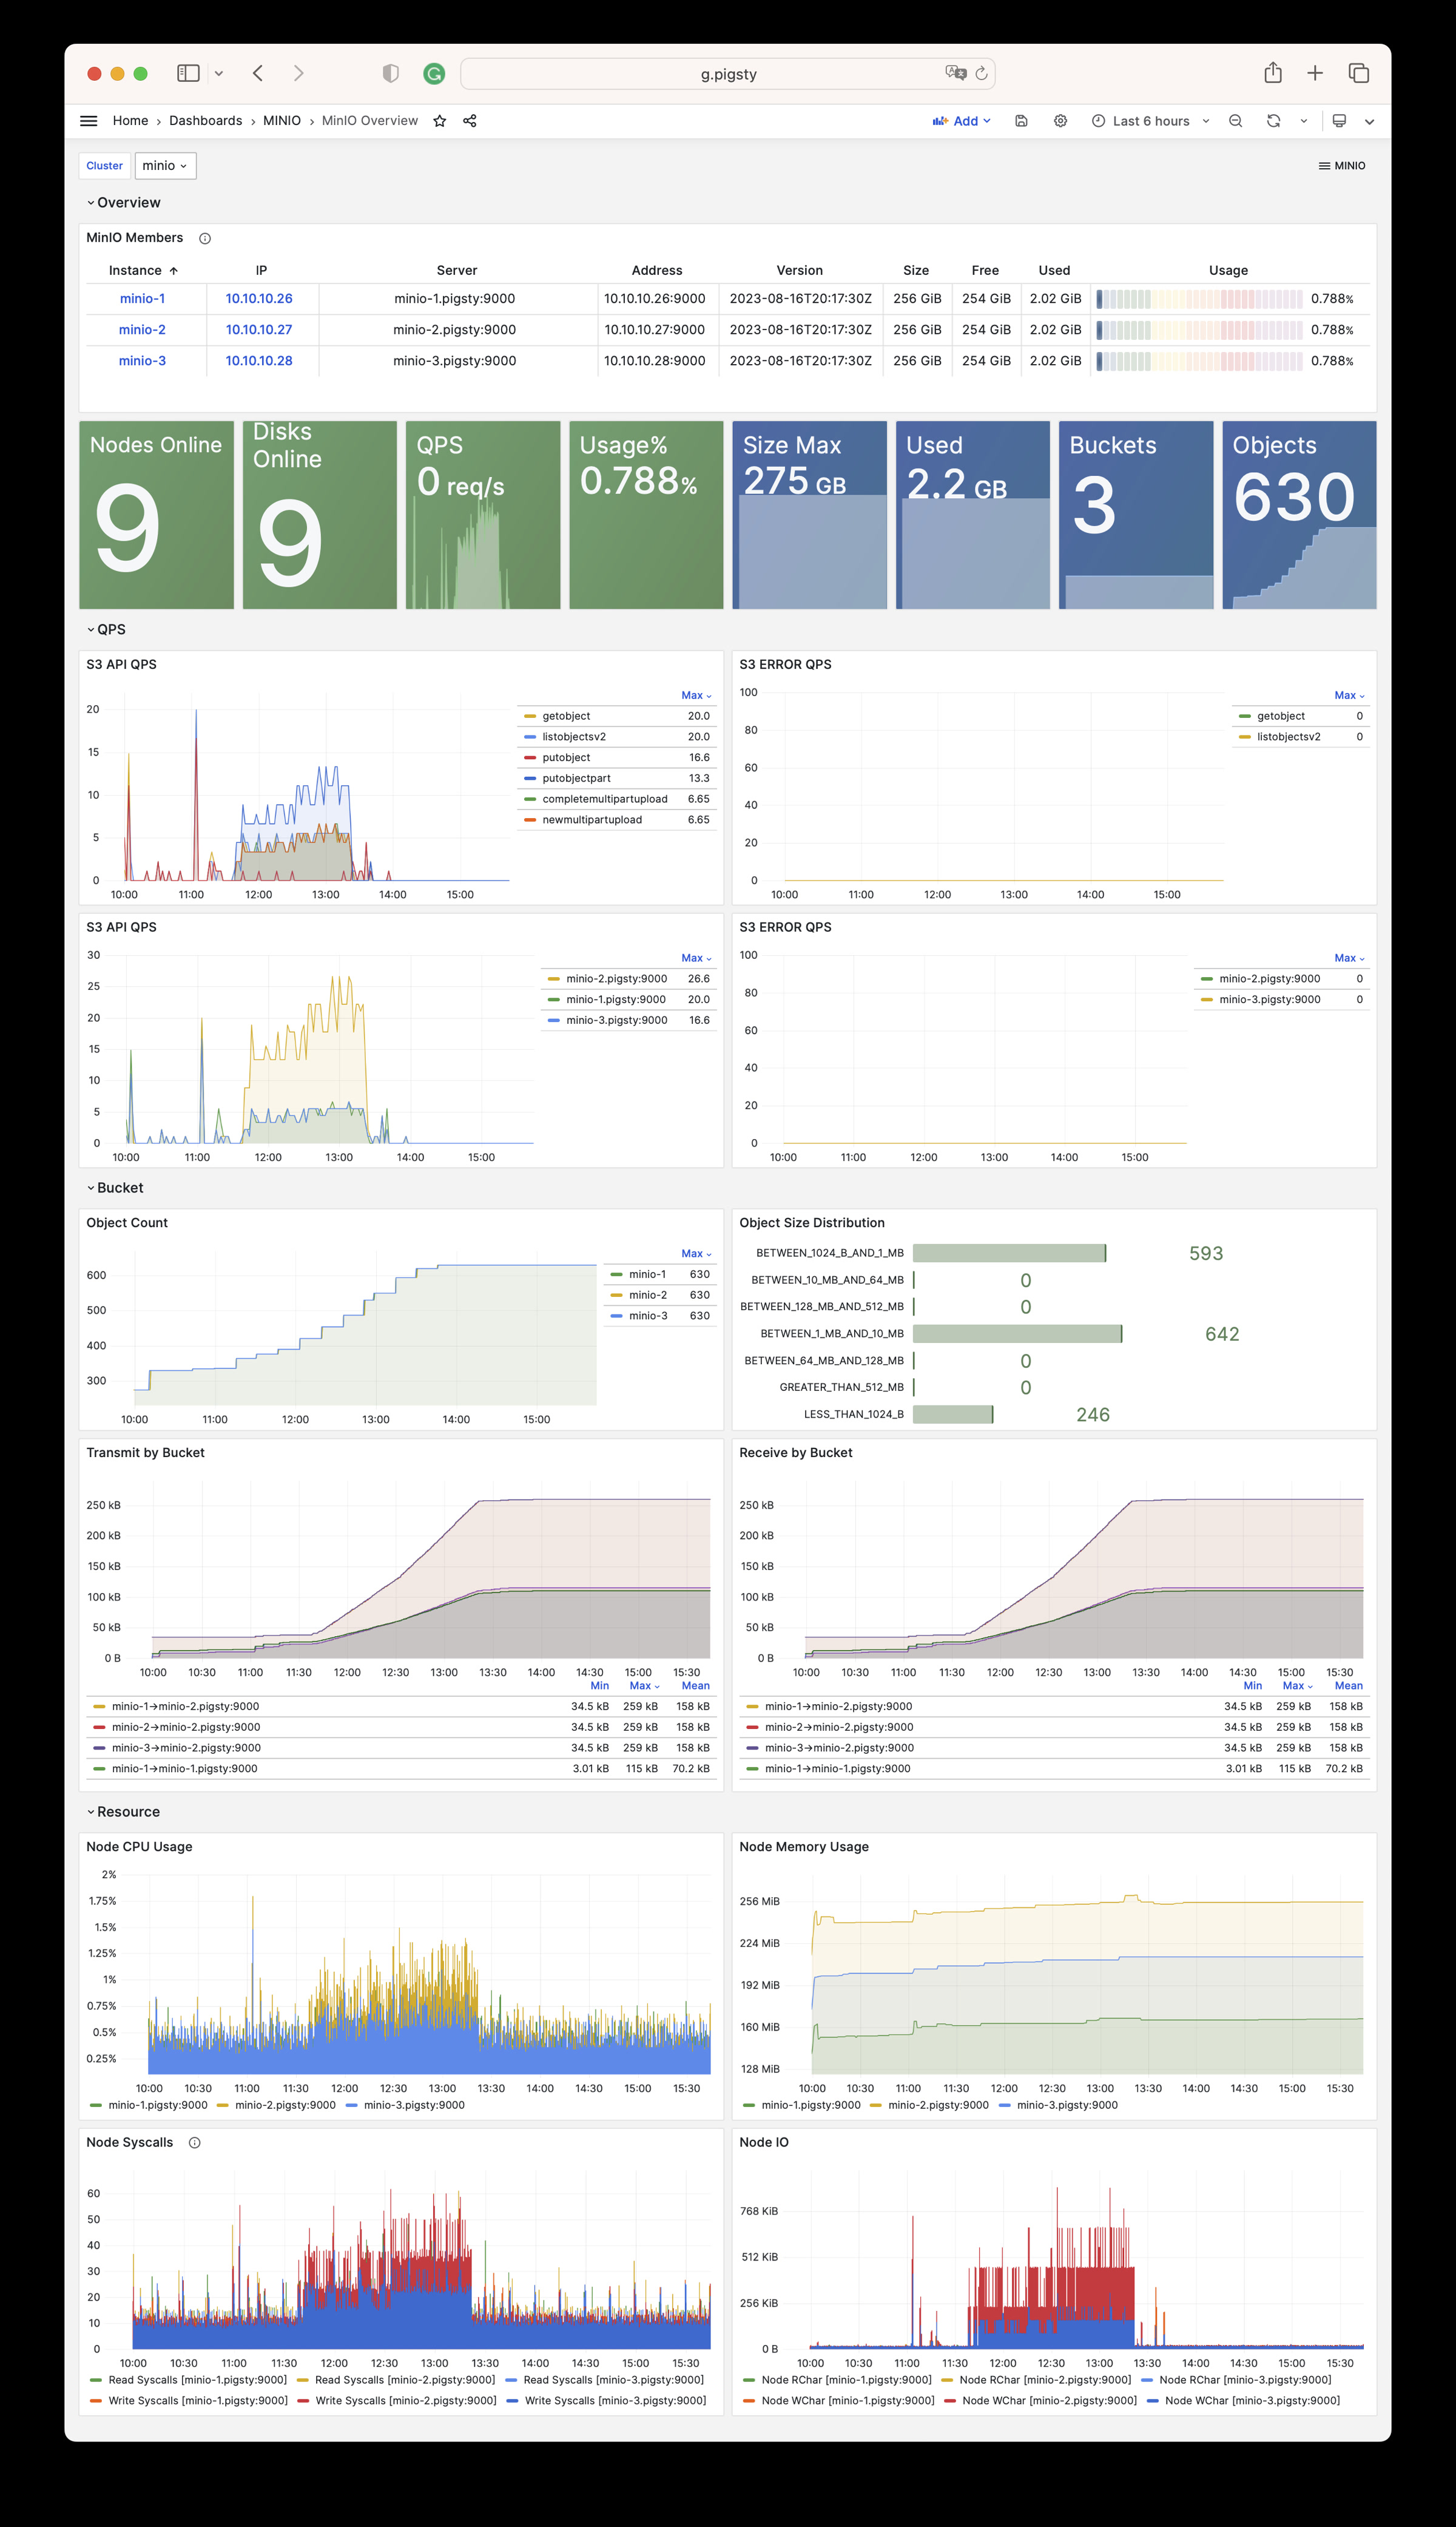 g.pigsty
Home › Dashboards › MINIO › MinIO Overview
Add
Last 6 hours
Cluster minio
MINIO
Overview
MinIO Members
Instance IP Server Address Version Size Free Used Usage
minio-1 10.10.10.26 minio-1.pigsty:9000 10.10.10.26:9000 2023-08-16T20:17:30Z 256 GiB 254 GiB 2.02 GiB 0.788%
minio-2 10.10.10.27 minio-2.pigsty:9000 10.10.10.27:9000 2023-08-16T20:17:30Z 256 GiB 254 GiB 2.02 GiB 0.788%
minio-3 10.10.10.28 minio-3.pigsty:9000 10.10.10.28:9000 2023-08-16T20:17:30Z 256 GiB 254 GiB 2.02 GiB 0.788%
Nodes Online
9
Disks
Online
9
QPS
0 req/s
Usage%
0.788%
Size Max
275 GB
Used
2.2 GB
Buckets
3
Objects
630
QPS
S3 API QPS
20
15
10
5
0
10:00 11:00 12:00 13:00 14:00 15:00
Max
getobject 20.0
listobjectsv2 20.0
putobject 16.6
putobjectpart 13.3
completemultipartupload 6.65
newmultipartupload 6.65
S3 ERROR QPS
100
80
60
40
20
0
10:00 11:00 12:00 13:00 14:00 15:00
Max
getobject 0
listobjectsv2 0
S3 API QPS
30
25
20
15
10
5
0
10:00 11:00 12:00 13:00 14:00 15:00
Max
minio-2.pigsty:9000 26.6
minio-1.pigsty:9000 20.0
minio-3.pigsty:9000 16.6
S3 ERROR QPS
100
80
60
40
20
0
10:00 11:00 12:00 13:00 14:00 15:00
Max
minio-2.pigsty:9000 0
minio-3.pigsty:9000 0
Bucket
Object Count
600
500
400
300
10:00 11:00 12:00 13:00 14:00 15:00
Max
minio-1 630
minio-2 630
minio-3 630
Object Size Distribution
BETWEEN_1024_B_AND_1_MB 593
BETWEEN_10_MB_AND_64_MB 0
BETWEEN_128_MB_AND_512_MB 0
BETWEEN_1_MB_AND_10_MB 642
BETWEEN_64_MB_AND_128_MB 0
GREATER_THAN_512_MB 0
LESS_THAN_1024_B 246
Transmit by Bucket
250 kB
200 kB
150 kB
100 kB
50 kB
0 B
10:00 10:30 11:00 11:30 12:00 12:30 13:00 13:30 14:00 14:30 15:00 15:30
Min Max Mean
minio-1→minio-2.pigsty:9000 34.5 kB 259 kB 158 kB
minio-2→minio-2.pigsty:9000 34.5 kB 259 kB 158 kB
minio-3→minio-2.pigsty:9000 34.5 kB 259 kB 158 kB
minio-1→minio-1.pigsty:9000 3.01 kB 115 kB 70.2 kB
Receive by Bucket
250 kB
200 kB
150 kB
100 kB
50 kB
0 B
10:00 10:30 11:00 11:30 12:00 12:30 13:00 13:30 14:00 14:30 15:00 15:30
Min Max Mean
minio-1→minio-2.pigsty:9000 34.5 kB 259 kB 158 kB
minio-2→minio-2.pigsty:9000 34.5 kB 259 kB 158 kB
minio-3→minio-2.pigsty:9000 34.5 kB 259 kB 158 kB
minio-1→minio-1.pigsty:9000 3.01 kB 115 kB 70.2 kB
Resource
Node CPU Usage
2%
1.75%
1.5%
1.25%
1%
0.75%
0.5%
0.25%
10:00 10:30 11:00 11:30 12:00 12:30 13:00 13:30 14:00 14:30 15:00 15:30
minio-1.pigsty:9000 minio-2.pigsty:9000 minio-3.pigsty:9000
Node Memory Usage
256 MiB
224 MiB
192 MiB
160 MiB
128 MiB
10:00 10:30 11:00 11:30 12:00 12:30 13:00 13:30 14:00 14:30 15:00 15:30
minio-1.pigsty:9000 minio-2.pigsty:9000 minio-3.pigsty:9000
Node Syscalls
60
50
40
30
20
10
0
10:00 10:30 11:00 11:30 12:00 12:30 13:00 13:30 14:00 14:30 15:00 15:30
Read Syscalls [minio-1.pigsty:9000] Read Syscalls [minio-2.pigsty:9000] Read Syscalls [minio-3.pigsty:9000]
Write Syscalls [minio-1.pigsty:9000] Write Syscalls [minio-2.pigsty:9000] Write Syscalls [minio-3.pigsty:9000]
Node IO
768 KiB
512 KiB
256 KiB
0 B
10:00 10:30 11:00 11:30 12:00 12:30 13:00 13:30 14:00 14:30 15:00 15:30
Node RChar [minio-1.pigsty:9000] Node RChar [minio-2.pigsty:9000] Node RChar [minio-3.pigsty:9000]
Node WChar [minio-1.pigsty:9000] Node WChar [minio-2.pigsty:9000] Node WChar [minio-3.pigsty:9000]